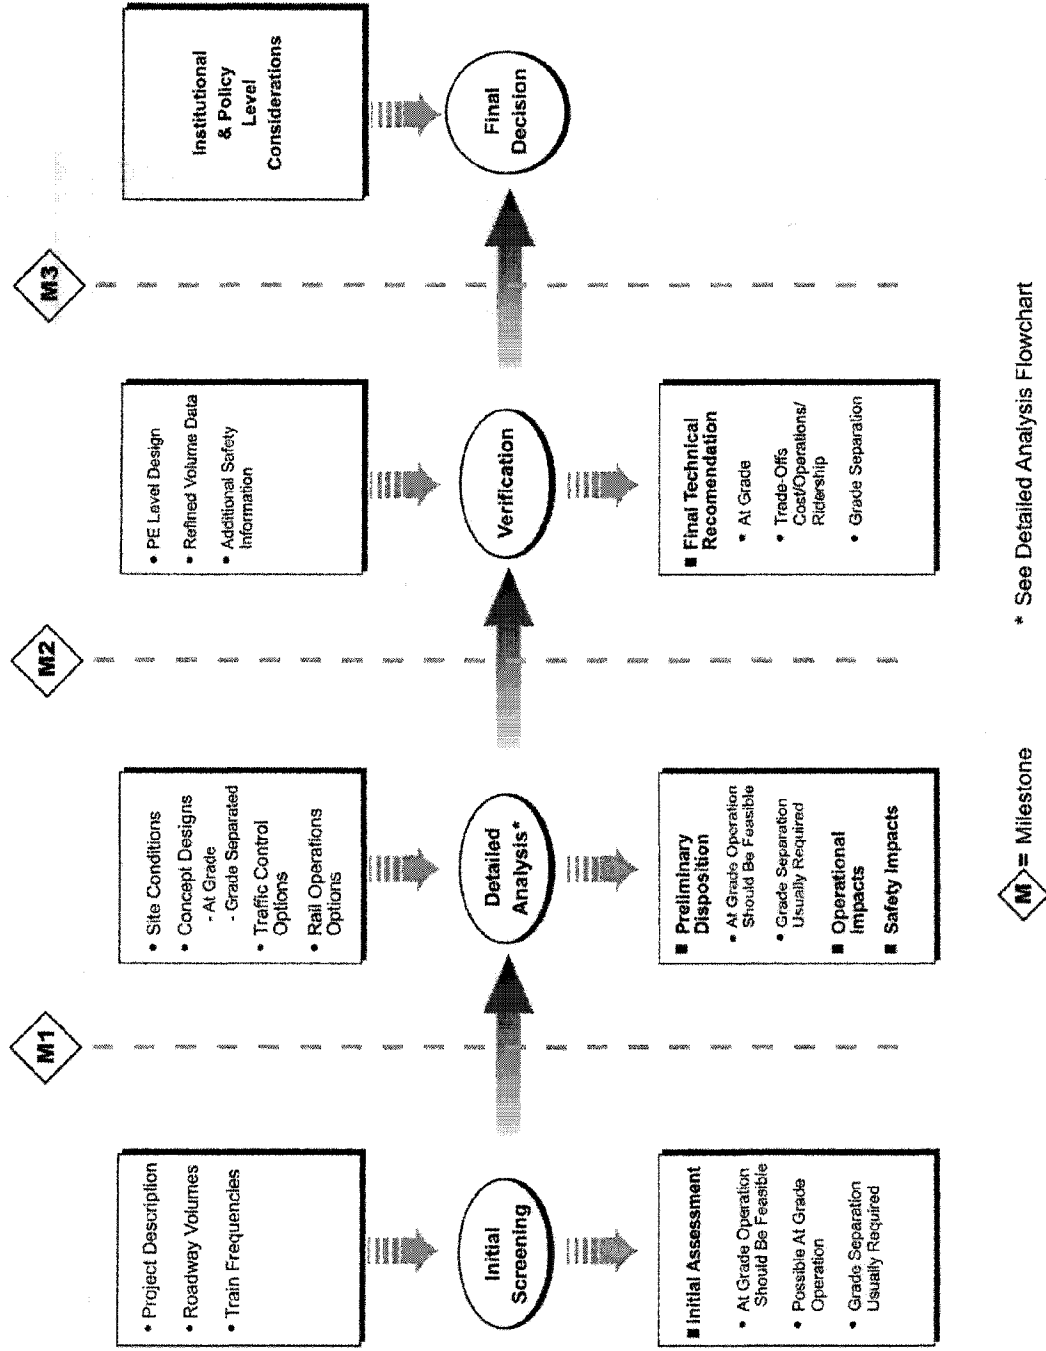 M1
M2
M3
• Project Description
• Roadway Volumes
• Train Frequencies
Initial
Screening
■ Initial Assessment
• At Grade Operation
Should Be Feasible
• Possible At Grade
Operation
• Grade Separation
Usually Required
• Site Conditions
• Concept Designs
- At Grade
- Grade Separated
• Traffic Control
Options
• Rail Operations
Options
Detailed
Analysis*
■ Preliminary
Disposition
• At Grade Operation
Should Be Feasible
• Grade Separation
Usually Required
■ Operational
Impacts
■ Safety Impacts
• PE Level Design
• Refined Volume Data
• Additional Safety
Information
Verification
■ Final Technical
Recomendation
• At Grade
• Trade-Offs
Cost/Operations/
Ridership
• Grade Separation
Institutional
& Policy
Level
Considerations
Final
Decision
M = Milestone
* See Detailed Analysis Flowchart